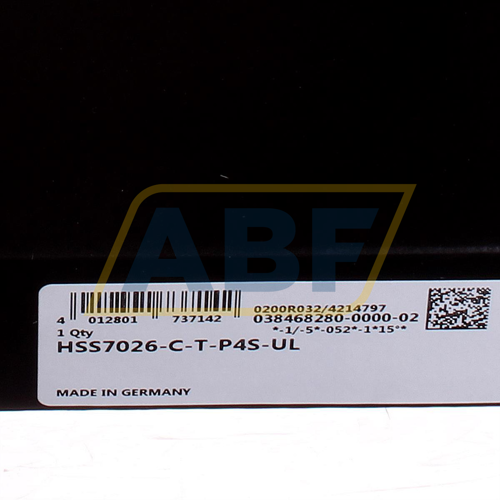 ABF
0200R032/4214797
038468280-0000-02
*-1/-5*-052*-1*15°*
4 012801 737142
1 Qty
HSS7026-C-T-P4S-UL
MADE IN GERMANY